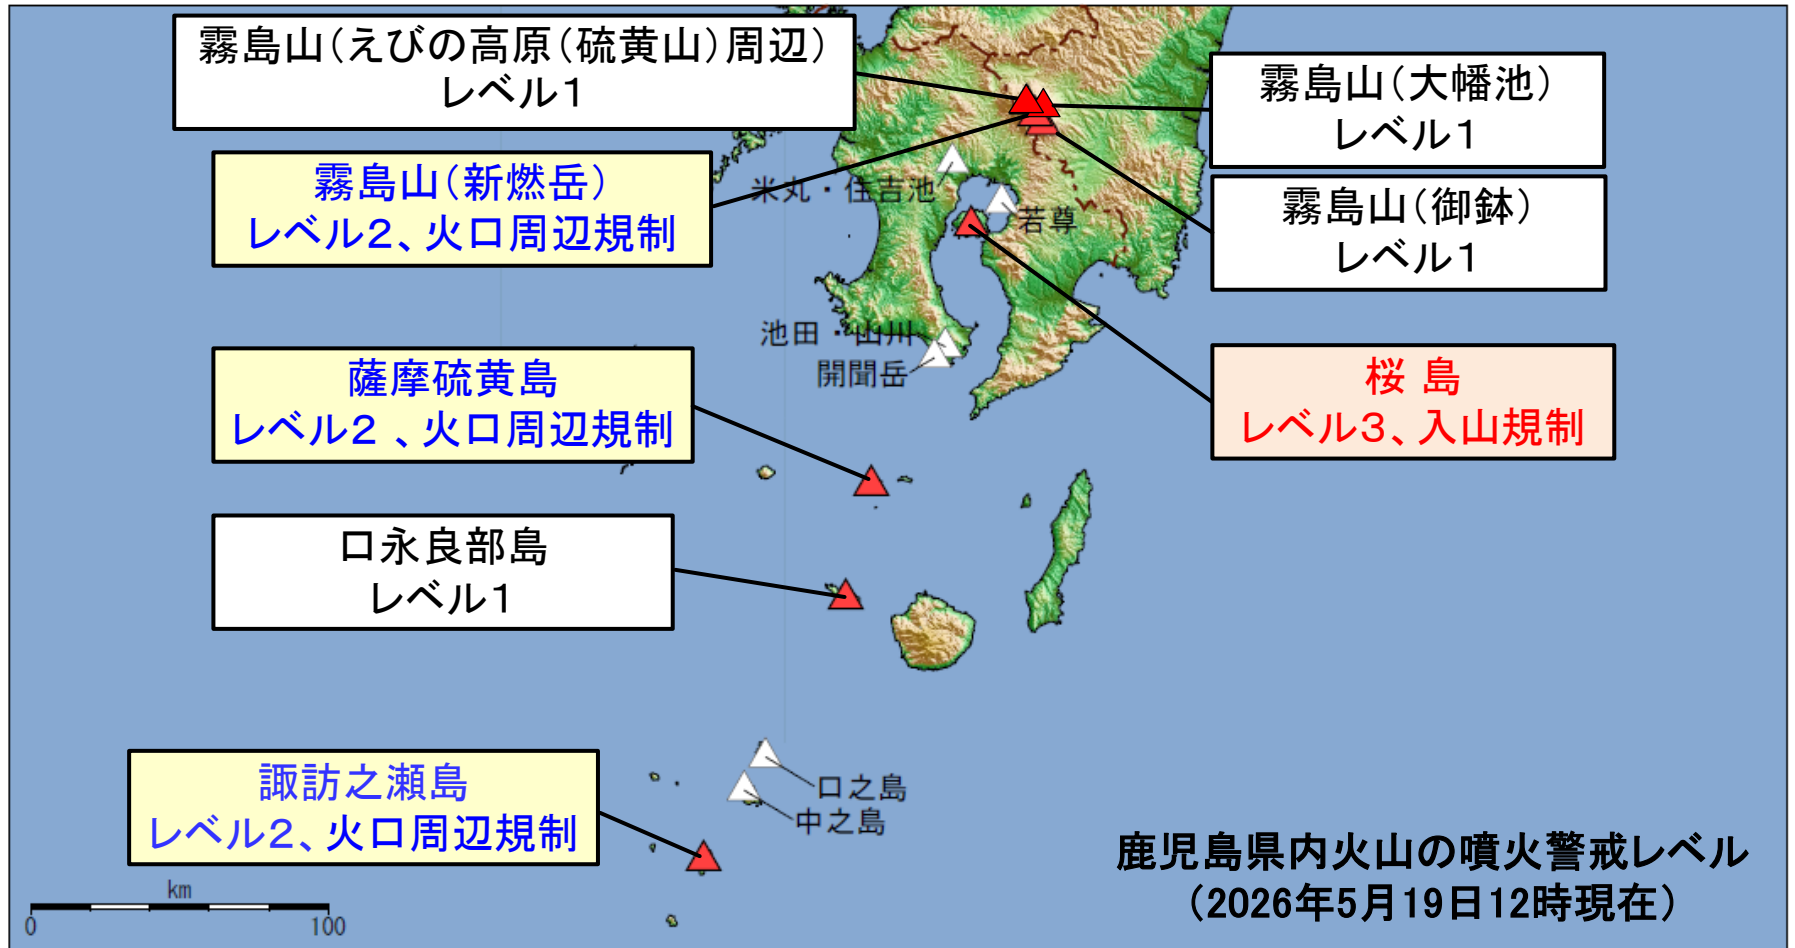 霧島山(えびの高原(硫黄山)周辺)
レベル1
霧島山(大幡池)
レベル1
霧島山(新燃岳)
レベル2、火口周辺規制
米丸・住吉池
若尊
霧島山(御鉢)
レベル1
池田・山川
開聞岳
薩摩硫黄島
レベル2 、火口周辺規制
桜 島
レベル3、入山規制
口永良部島
レベル1
諏訪之瀬島
レベル2、火口周辺規制
口之島
中之島
鹿児島県内火山の噴火警戒レベル
(2026年5月19日12時現在)
km
0
100